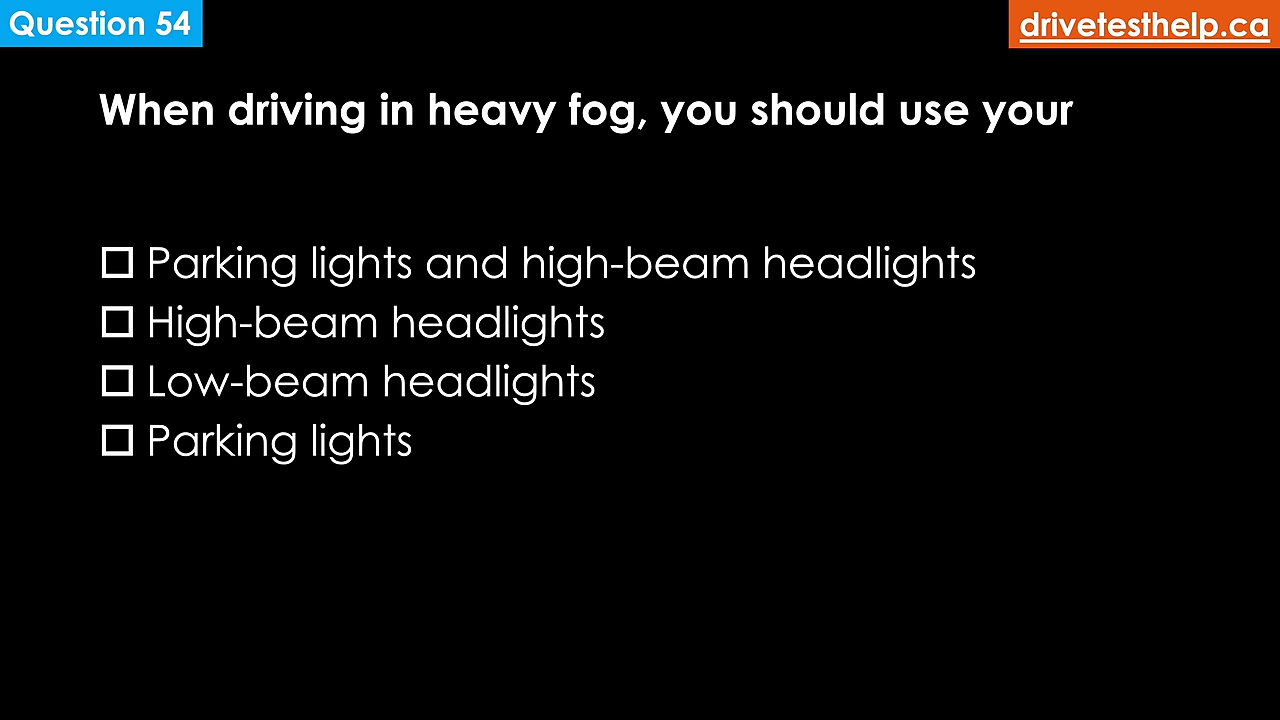 Question 54
drivetesthelp.ca
When driving in heavy fog, you should use your
Parking lights and high-beam headlights
High-beam headlights
Low-beam headlights
Parking lights